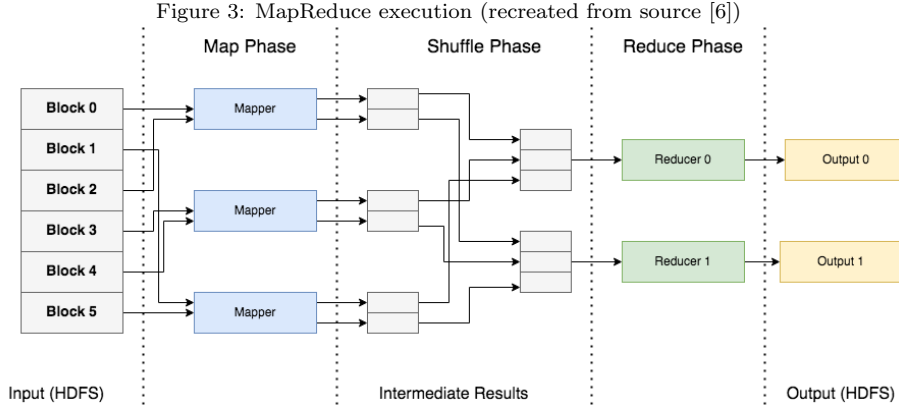 Figure 3: MapReduce execution (recreated from source [6])
Map Phase
Shuffle Phase
Reduce Phase
Block 0
Block 1
Block 2
Block 3
Block 4
Block 5
Mapper
Mapper
Mapper
Reducer 0
Reducer 1
Output 0
Output 1
Input (HDFS)
Intermediate Results
Output (HDFS)